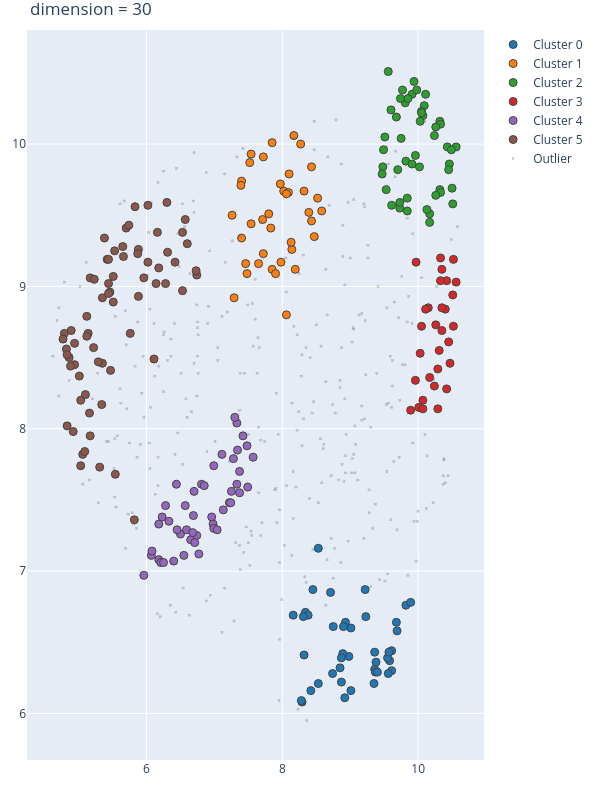 dimension = 30
Cluster 0
Cluster 1
Cluster 2
Cluster 3
Cluster 4
Cluster 5
Outlier
10
9
8
7
6
6
8
10